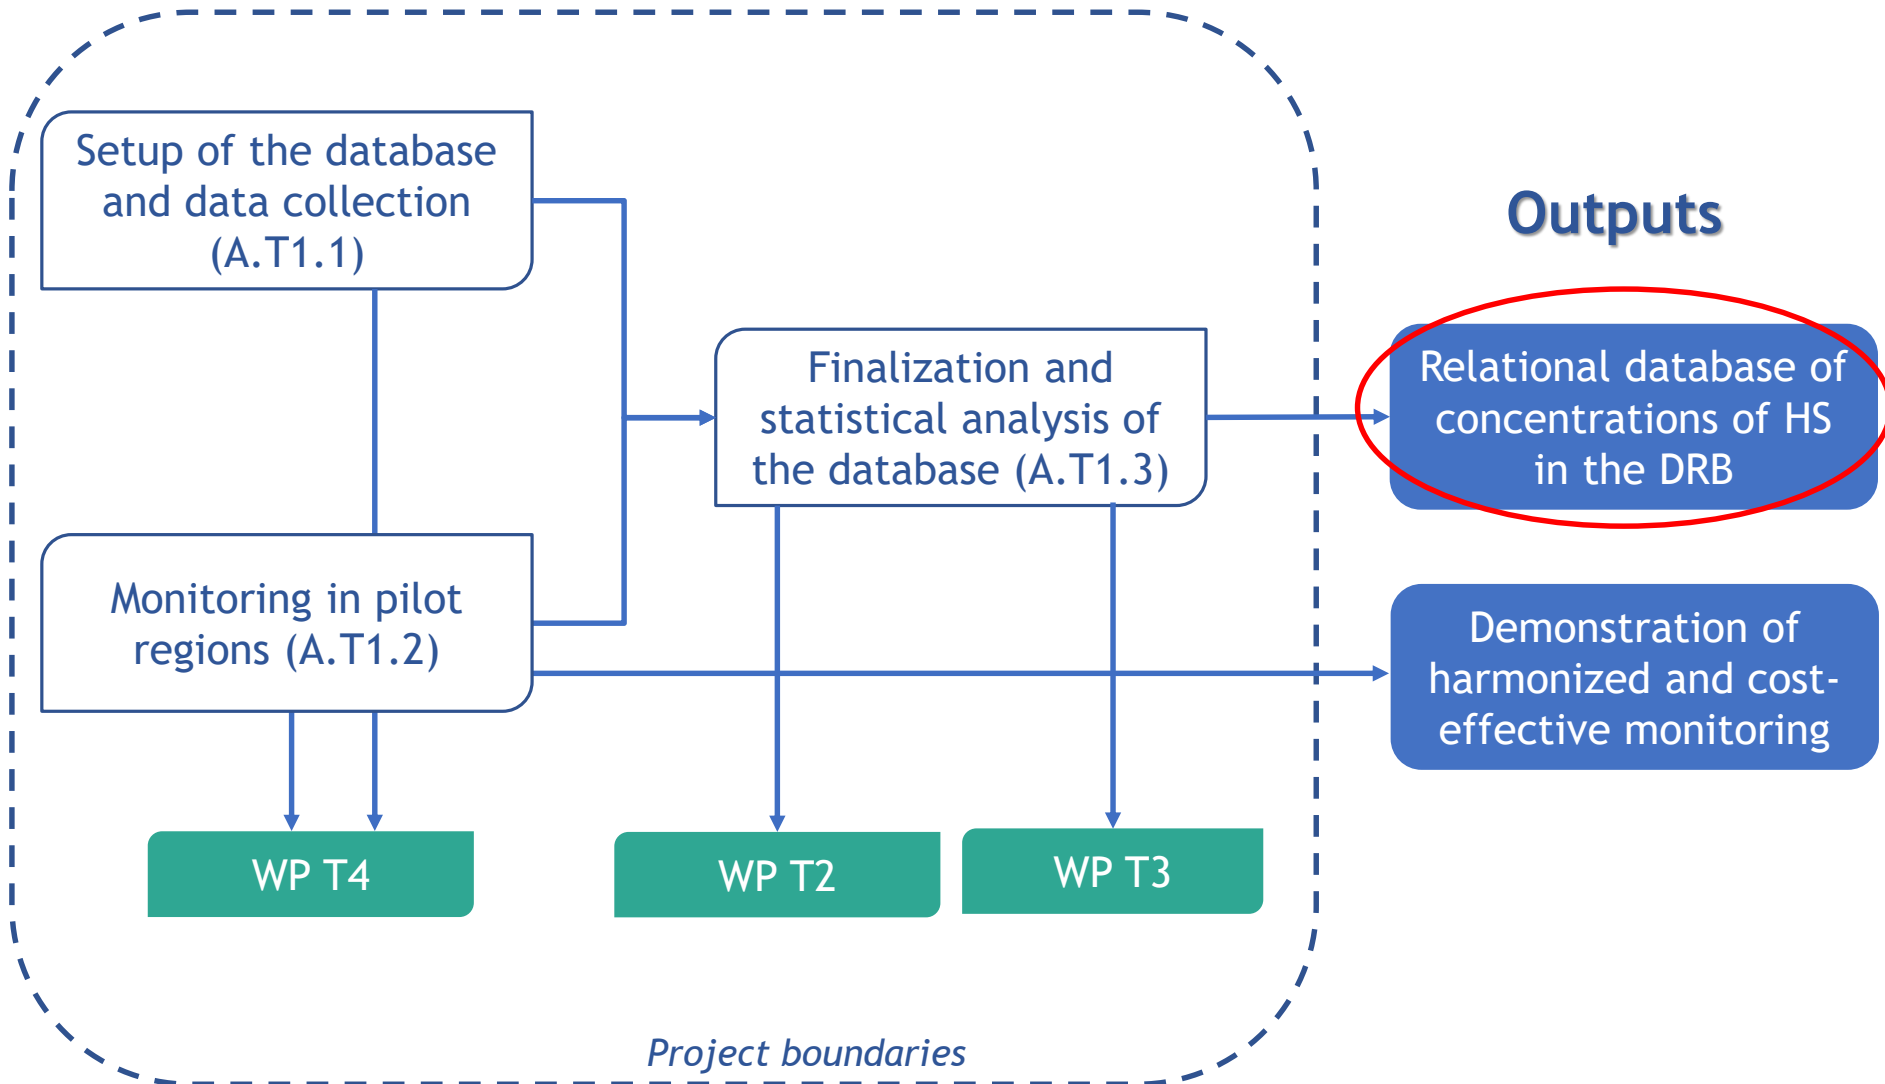 Setup of the database
and data collection
(A.T1.1)
Outputs
Finalization and
statistical analysis of
the database (A.T1.3)
Relational database of
concentrations of HS
in the DRB
Monitoring in pilot
regions (A.T1.2)
Demonstration of
harmonized and cost-
effective monitoring
WP T4
WP T2
WP T3
Project boundaries